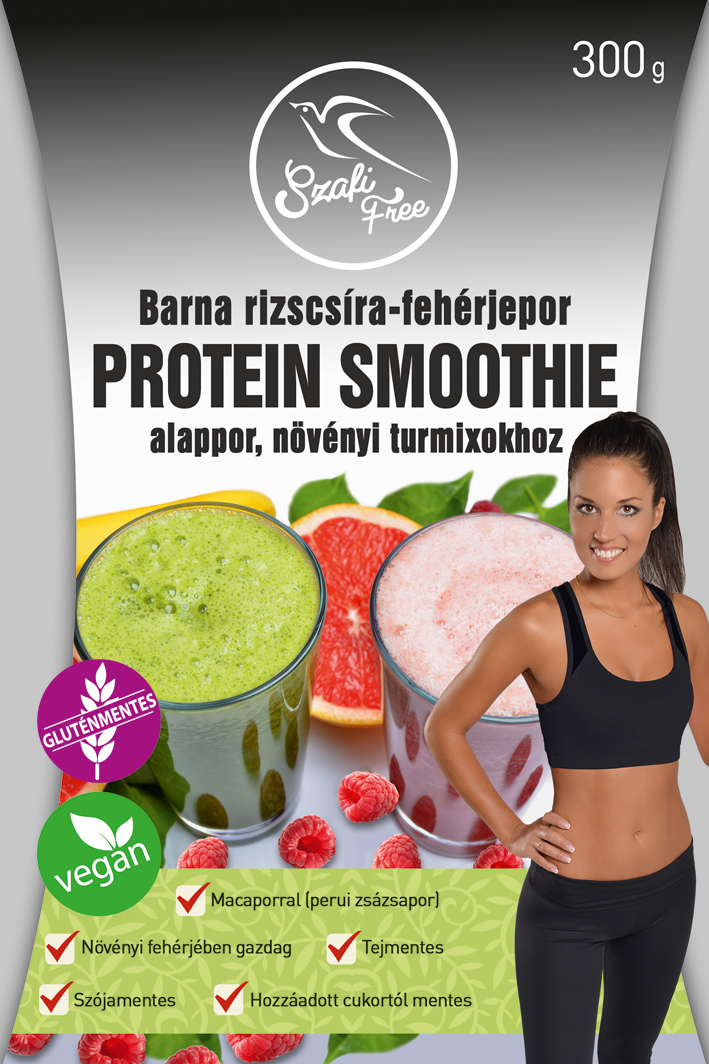 300 g
Szafi
Free
Barna rizscsíra-fehérjepor
PROTEIN SMOOTHIE
alappor, növényi turmixokhoz
GLUTÉNMENTES
vegan
Macaporral (perui zsázsapor)
Növényi fehérjében gazdag
Tejmentes
Szójamentes
Hozzáadott cukortól mentes